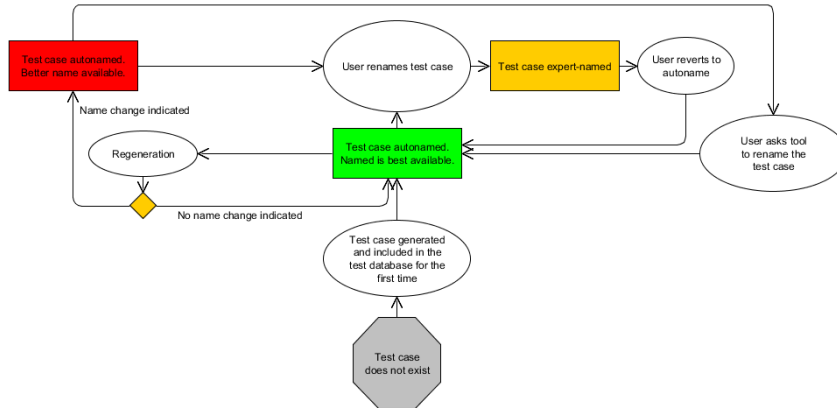 Test case autonamed.
Better name available.
User renames test case
Test case expert-named
User reverts to
autoname
Name change indicated
Test case autonamed.
Named is best available.
User asks tool
to rename the
test case
Regeneration
No name change indicated
Test case generated
and included in the
test database for the
first time
Test case
does not exist